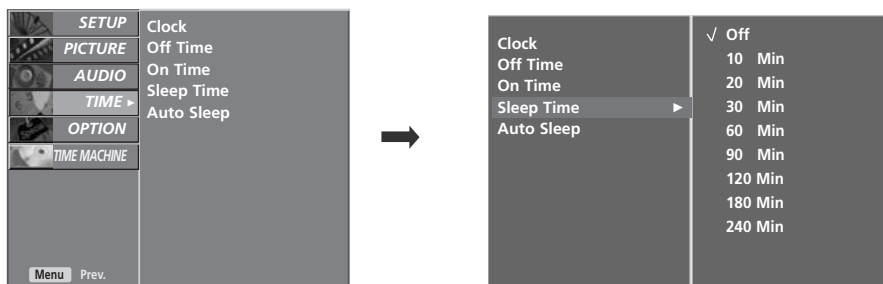 SETUP
PICTURE
AUDIO
TIME
OPTION
TIME MACHINE
Menu Prev.
Clock
Off Time
On Time
Sleep Time
Auto Sleep
Clock
Off Time
On Time
Sleep Time
Auto Sleep
√ Off
10 Min
20 Min
30 Min
60 Min
90 Min
120 Min
180 Min
240 Min